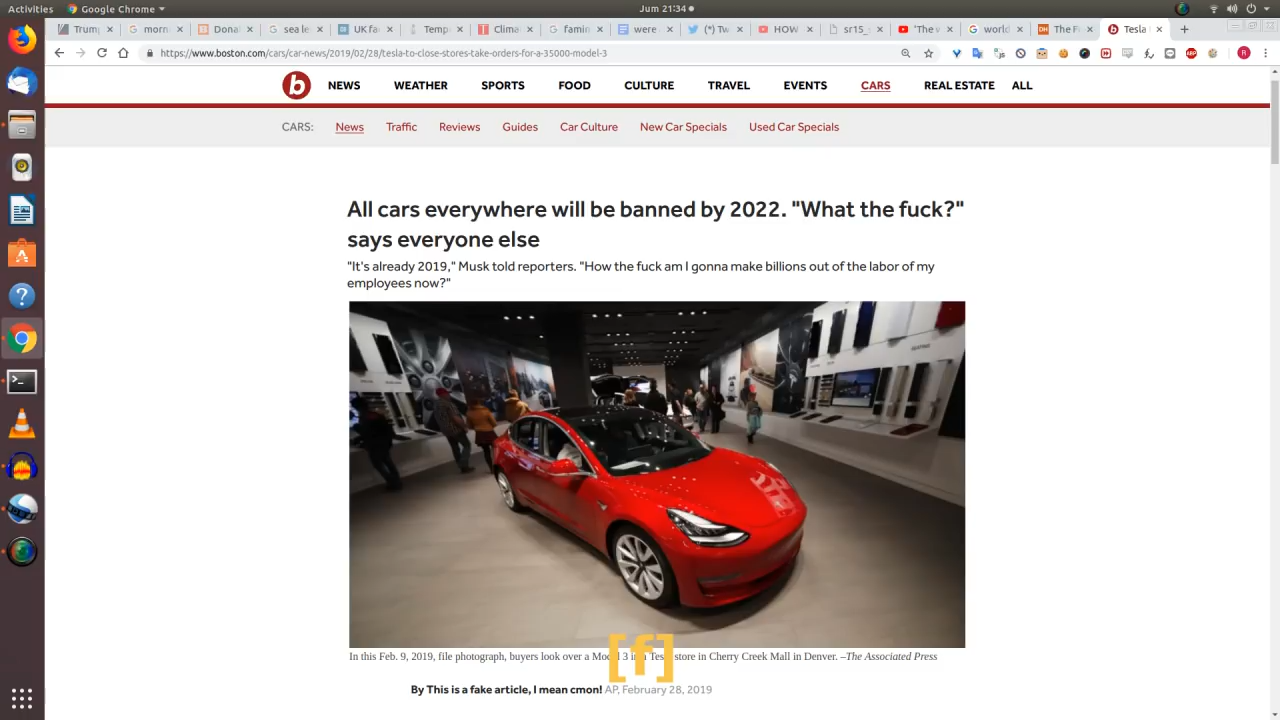 Activities Google Chrome Jum 21:34
Trump morn Donal sea le UK fa Temp Clima famin were (*) Tw HOW sr15_ 'The v world The F Tesla
https://www.boston.com/cars/car-news/2019/02/28/tesla-to-close-stores-take-orders-for-a-35000-model-3
b NEWS WEATHER SPORTS FOOD CULTURE TRAVEL EVENTS CARS REAL ESTATE ALL
CARS: News Traffic Reviews Guides Car Culture New Car Specials Used Car Specials
All cars everywhere will be banned by 2022. "What the fuck?"
says everyone else
"It's already 2019," Musk told reporters. "How the fuck am I gonna make billions out of the labor of my
employees now?"
[f]
In this Feb. 9, 2019, file photograph, buyers look over a Model 3 in a Tesla store in Cherry Creek Mall in Denver. –The Associated Press
By This is a fake article, I mean cmon! AP, February 28, 2019